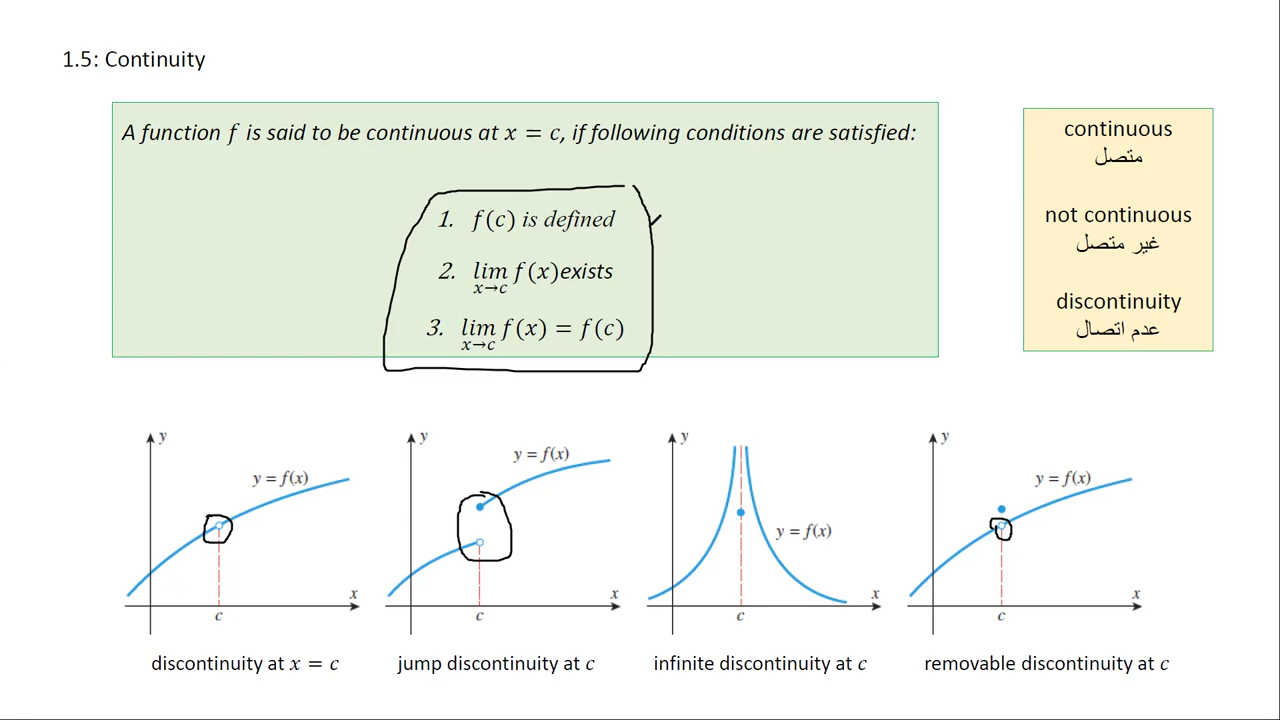 1.5: Continuity
A function f is said to be continuous at x = c, if following conditions are satisfied:
1. f(c) is defined
2. lim f(x)exists
x→c
3. lim f(x) = f(c)
x→c
continuous
متصل
not continuous
غير متصل
discontinuity
عدم اتصال
y
y = f(x)
x
c
discontinuity at x = c
y
y = f(x)
x
c
jump discontinuity at c
y
y = f(x)
x
c
infinite discontinuity at c
y
y = f(x)
x
c
removable discontinuity at c